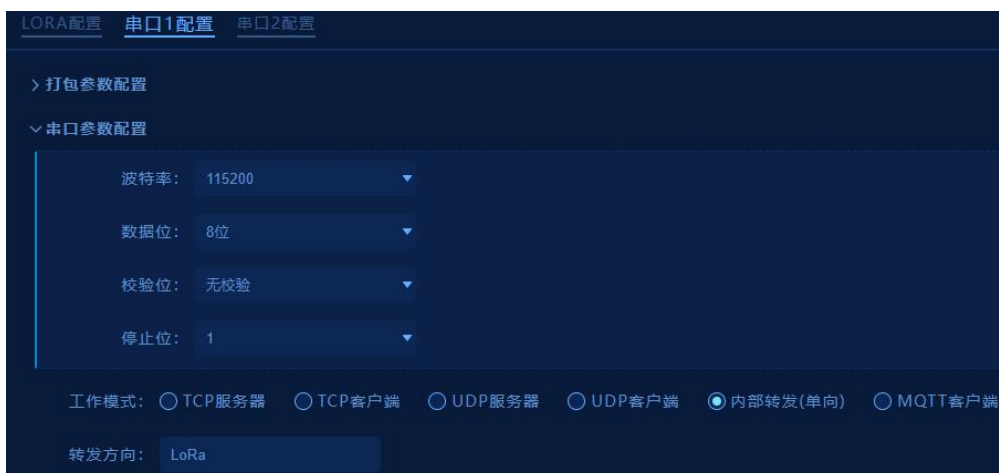 LORA配置 串口1配置 串口2配置
打包参数配置
串口参数配置
波特率： 115200
数据位： 8位
校验位： 无校验
停止位： 1
工作模式： TCP服务器 TCP客户端 UDP服务器 UDP客户端 内部转发(单向) MQTT客户端
转发方向： LoRa